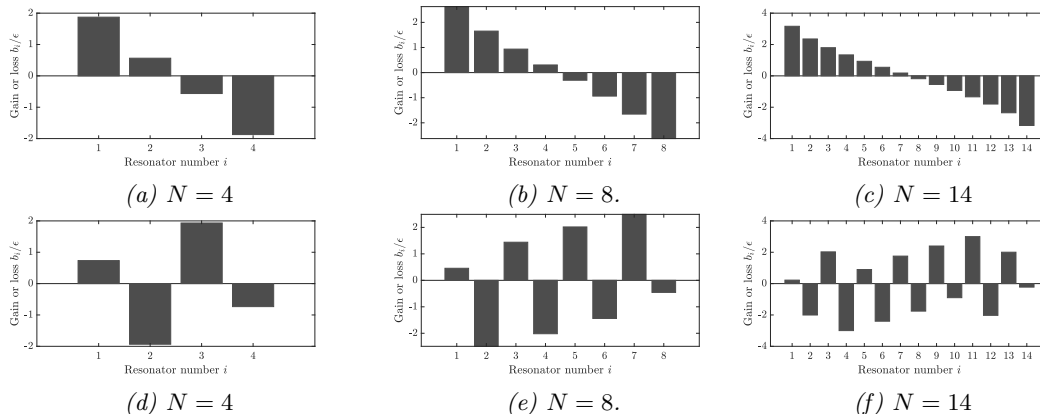 Gain or loss b_i/ϵ
2
1
0
-1
-2
1 2 3 4
Resonator number i
(a) N = 4
Gain or loss b_i/ϵ
2
1
0
-1
-2
1 2 3 4 5 6 7 8
Resonator number i
(b) N = 8.
Gain or loss b_i/ϵ
4
2
0
-2
-4
1 2 3 4 5 6 7 8 9 10 11 12 13 14
Resonator number i
(c) N = 14
Gain or loss b_i/ϵ
2
1
0
-1
-2
1 2 3 4
Resonator number i
(d) N = 4
Gain or loss b_i/ϵ
2
1
0
-1
-2
1 2 3 4 5 6 7 8
Resonator number i
(e) N = 8.
Gain or loss b_i/ϵ
4
2
0
-2
-4
1 2 3 4 5 6 7 8 9 10 11 12 13 14
Resonator number i
(f) N = 14